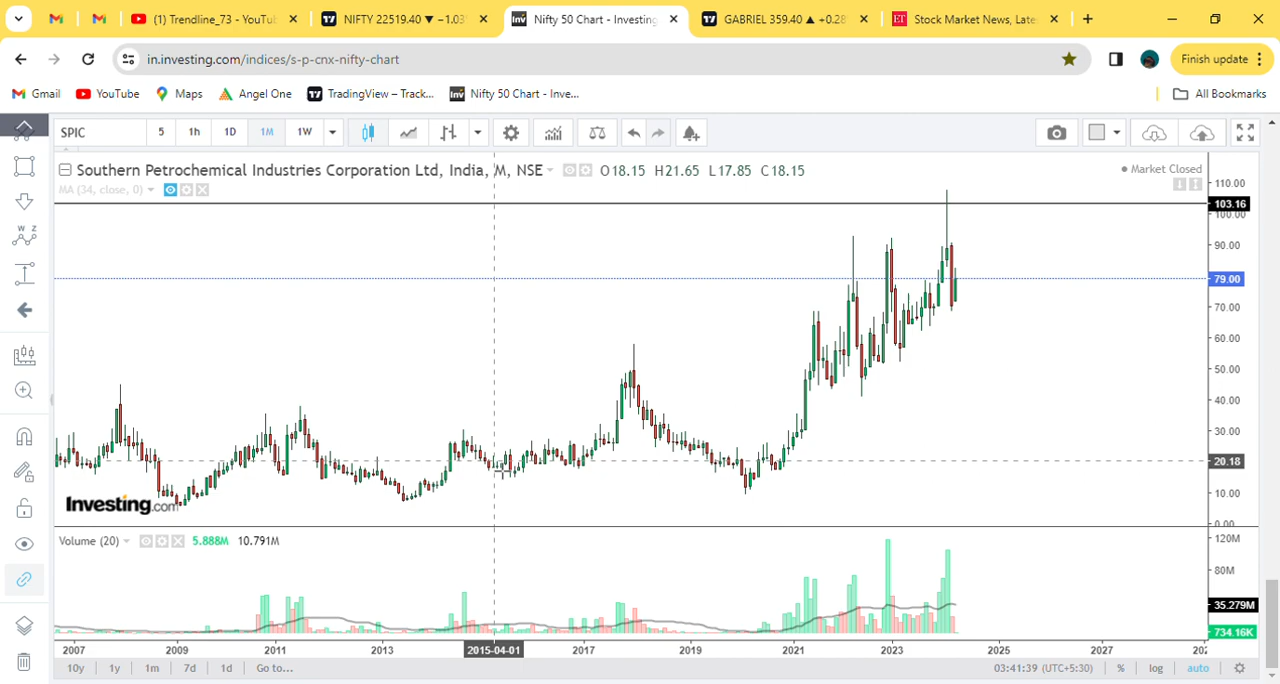 (1) Trendline_73 - YouTu
NIFTY 22519.40 ▼ −1.03
Nifty 50 Chart - Investing
GABRIEL 359.40 ▲ +0.28
Stock Market News, Late
in.investing.com/indices/s-p-cnx-nifty-chart
Finish update
Gmail
YouTube
Maps
Angel One
TradingView – Track...
Nifty 50 Chart - Inve...
All Bookmarks
SPIC
5
1h
1D
1M
1W
Southern Petrochemical Industries Corporation Ltd, India, M, NSE
O18.15 H21.65 L17.85 C18.15
Market Closed
MA (34, close, 0)
110.00
103.16
100.00
90.00
79.00
70.00
60.00
50.00
40.00
30.00
20.18
10.00
0.00
W Z
Investing.com
Volume (20)
5.888M 10.791M
120M
80M
35.279M
734.16K
2007 2009 2011 2013 2015-04-01 2017 2019 2021 2023 2025 2027
10y 1y 1m 7d 1d Go to...
03:41:39 (UTC+5:30) % log auto